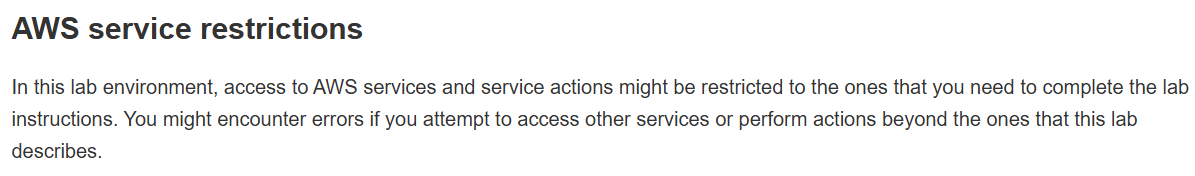 AWS service restrictions
In this lab environment, access to AWS services and service actions might be restricted to the ones that you need to complete the lab
instructions. You might encounter errors if you attempt to access other services or perform actions beyond the ones that this lab
describes.